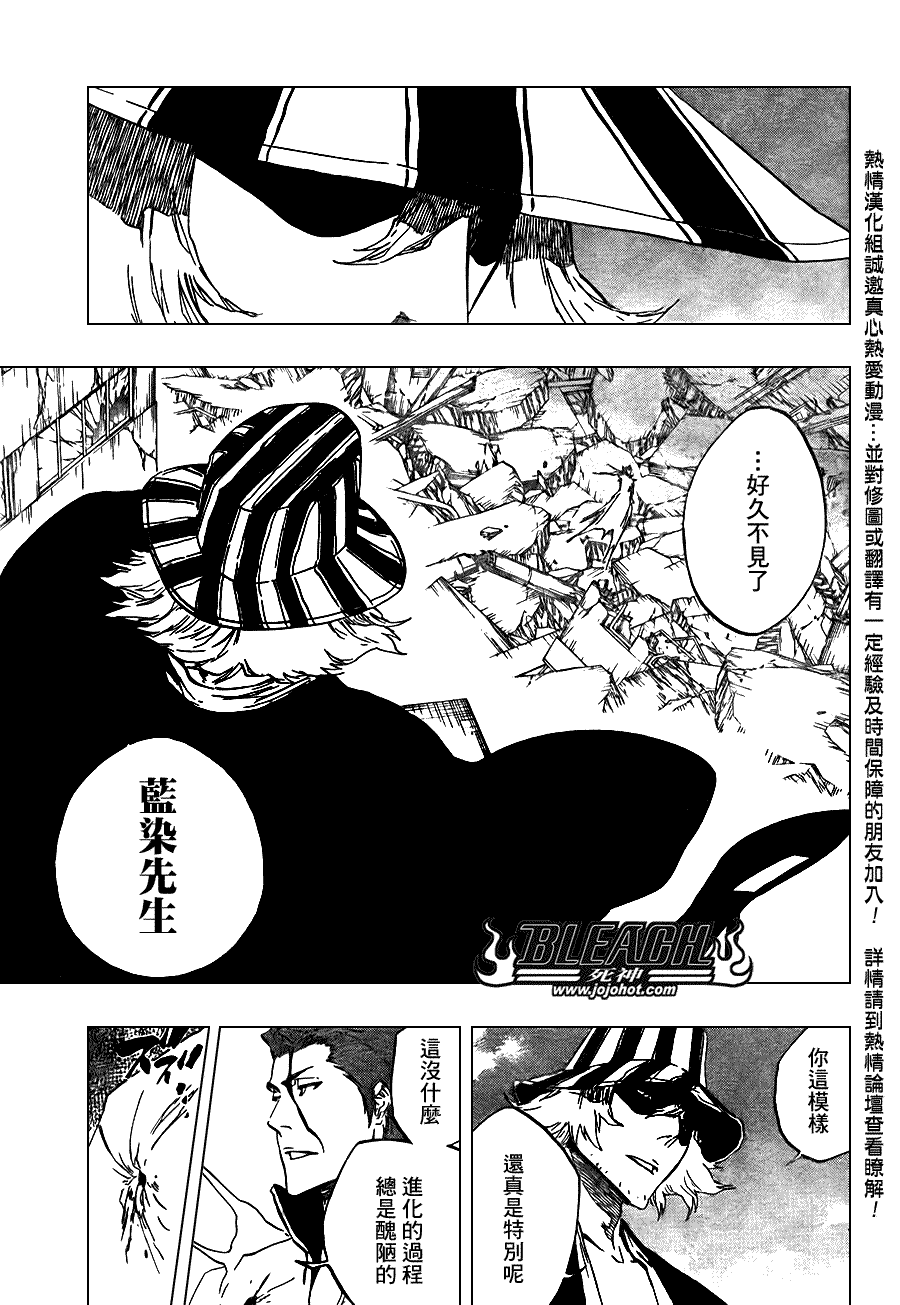 …好久不見了
藍染先生
BLEACH
死神
www.jojohot.com
你這模樣
還真是特別呢
這沒什麼
進化的過程
總是醜陋的
熱情漢化組誠邀真心熱愛動漫…並對修圖或翻譯有一定經驗及時間保障的朋友加入！ 詳情請到熱情論壇查看瞭解！